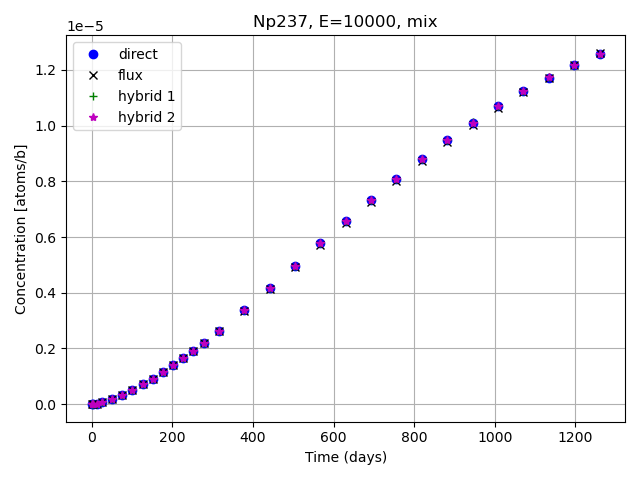 Np237, E=10000, mix
1e−5
direct
flux
hybrid 1
hybrid 2
Concentration [atoms/b]
1.2
1.0
0.8
0.6
0.4
0.2
0.0
0 200 400 600 800 1000 1200
Time (days)